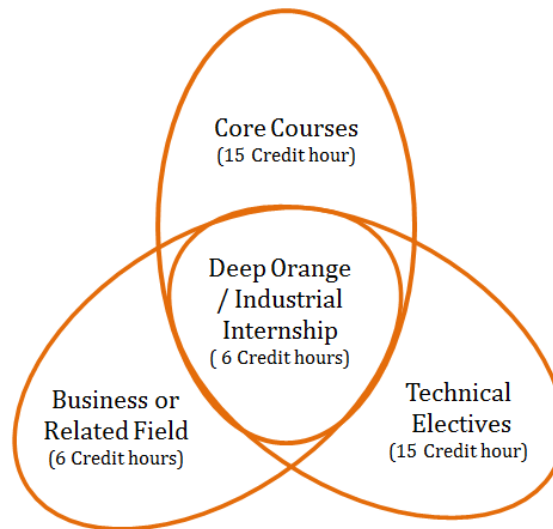 Core Courses
(15 Credit hour)
Deep Orange
/ Industrial
Internship
( 6 Credit hours)
Business or
Related Field
(6 Credit hours)
Technical
Electives
(15 Credit hour)